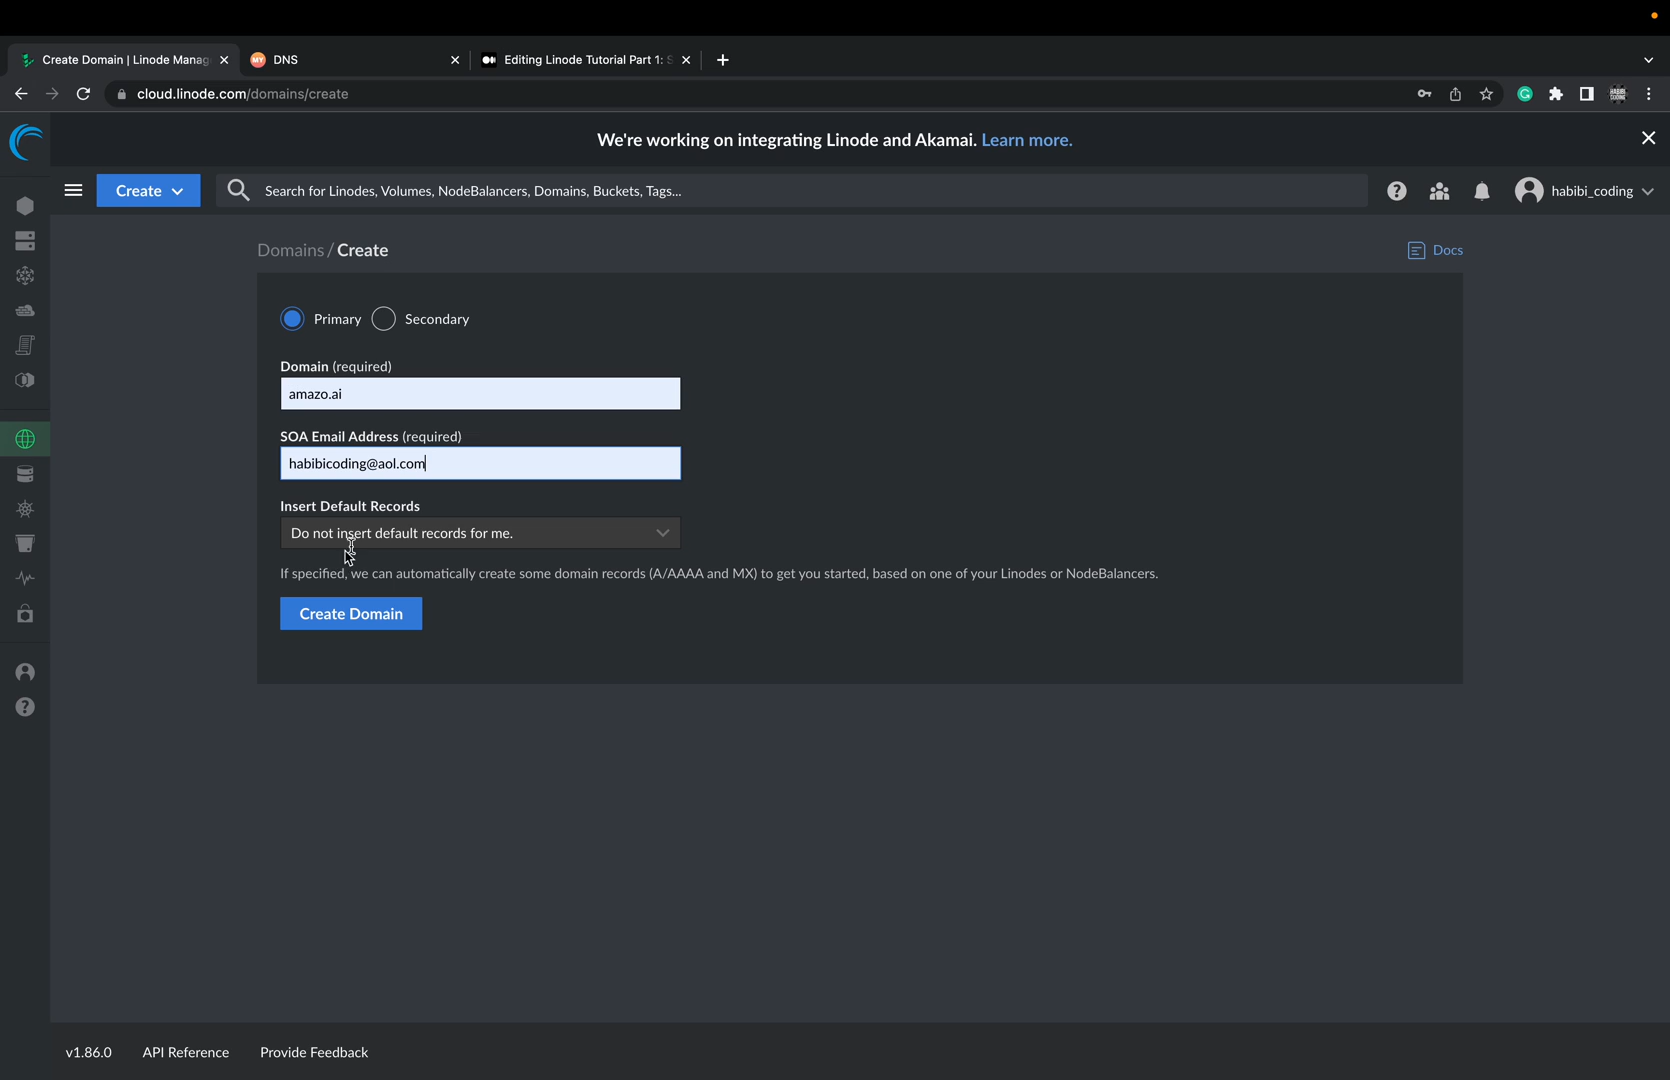 Create Domain | Linode Manag
DNS
Editing Linode Tutorial Part 1: S
cloud.linode.com/domains/create
We're working on integrating Linode and Akamai. Learn more.
Create
Search for Linodes, Volumes, NodeBalancers, Domains, Buckets, Tags...
habibi_coding
Domains / Create
Docs
Primary
Secondary
Domain (required)
amazo.ai
SOA Email Address (required)
habibicoding@aol.com
Insert Default Records
Do not insert default records for me.
If specified, we can automatically create some domain records (A/AAAA and MX) to get you started, based on one of your Linodes or NodeBalancers.
Create Domain
v1.86.0
API Reference
Provide Feedback